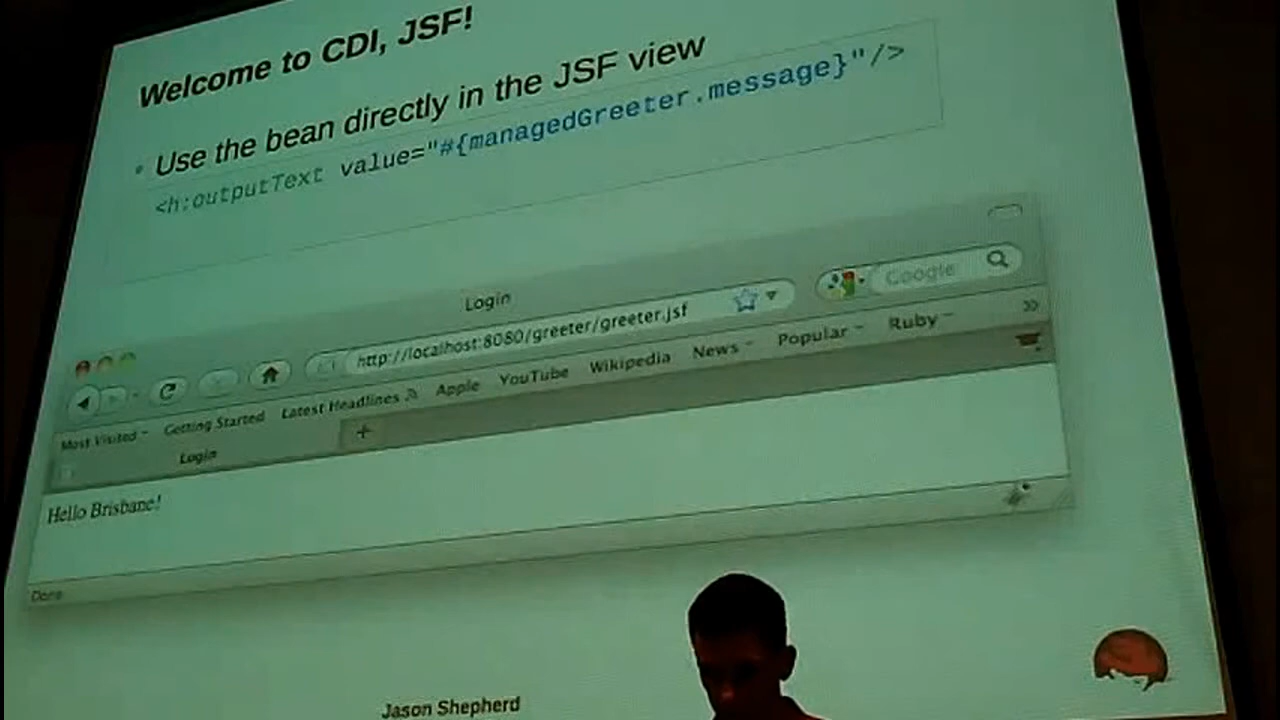 Welcome to CDI, JSF!
Use the bean directly in the JSF view
<h:outputText value="#{managedGreeter.message}"/>
Login
http://localhost:8080/greeter/greeter.jsf
Google
Most Visited Getting Started Latest Headlines Apple YouTube Wikipedia News Popular Ruby »
Login +
Hello Brisbane!
Done
Jason Shepherd